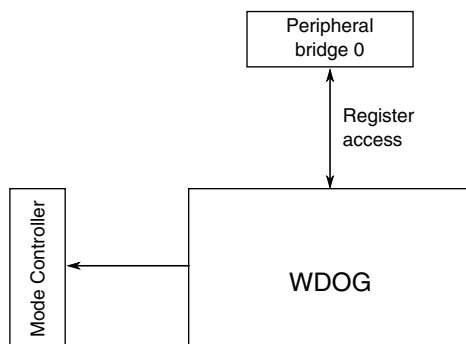 Peripheral
bridge 0
Register
access
Mode Controller
WDOG